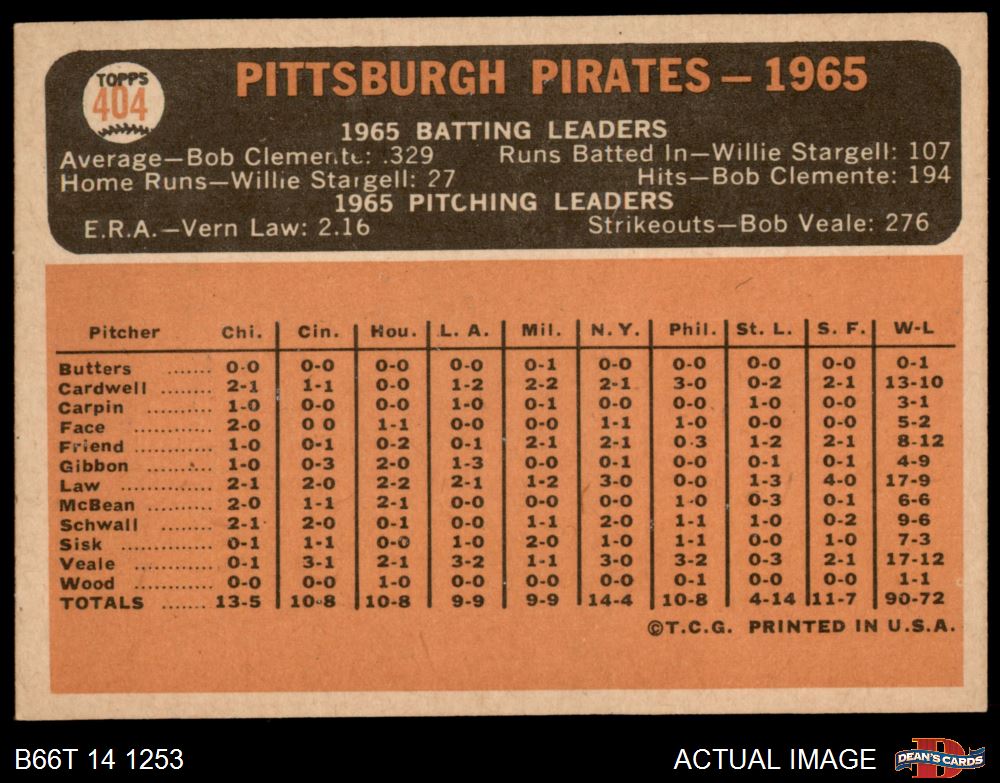 TOPPS
404
PITTSBURGH PIRATES — 1965
1965 BATTING LEADERS
Average—Bob Clemente: .329 Runs Batted In—Willie Stargell: 107
Home Runs—Willie Stargell: 27 Hits—Bob Clemente: 194
1965 PITCHING LEADERS
E.R.A.—Vern Law: 2.16 Strikeouts—Bob Veale: 276
Pitcher Chi. Cin. Hou. L. A. Mil. N. Y. Phil. St. L. S. F. W-L
Butters ....... 0-0 0-0 0-0 0-0 0-1 0-0 0-0 0-0 0-0 0-1
Cardwell ........ 2-1 1-1 0-0 1-2 2-2 2-1 3-0 0-2 2-1 13-10
Carpin .......... 1-0 0-0 0-0 1-0 0-1 0-0 0-0 1-0 0-0 3-1
Face ............ 2-0 0 0 1-1 0-0 0-0 1-1 1-0 0-0 0-0 5-2
Friend .......... 1-0 0-1 0-2 0-1 2-1 2-1 0-3 1-2 2-1 8-12
Gibbon .......... 1-0 0-3 2-0 1-3 0-0 0-1 0-0 0-1 0-1 4-9
Law ............. 2-1 2-0 2-2 2-1 1-2 3-0 0-0 1-3 4-0 17-9
McBean .......... 2-0 1-1 2-1 0-0 0-0 0-0 1-0 0-3 0-1 6-6
Schwall ......... 2-1 2-0 0-1 0-0 1-1 2-0 1-1 1-0 0-2 9-6
Sisk ............ 0-1 1-1 0-0 1-0 2-0 1-0 1-1 0-0 1-0 7-3
Veale ........... 0-1 3-1 2-1 3-2 1-1 3-0 3-2 0-3 2-1 17-12
Wood ............ 0-0 0-0 1-0 0-0 0-0 0-0 0-1 0-0 0-0 1-1
TOTALS ...... 13-5 10-8 10-8 9-9 9-9 14-4 10-8 4-14 11-7 90-72
©T.C.G. PRINTED IN U.S.A.
B66T 14 1253 ACTUAL IMAGE DEAN'S CARDS